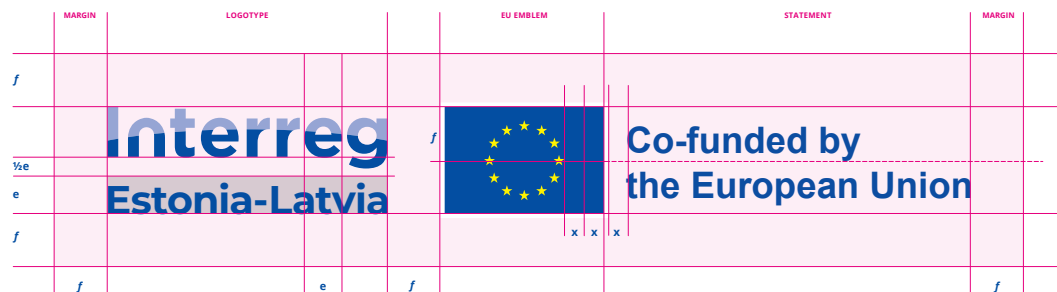 MARGIN LOGOTYPE EU EMBLEM STATEMENT MARGIN
ƒ
Interreg
ƒ
Co-funded by
½e
e
Estonia-Latvia
the European Union
ƒ
x x x
ƒ e ƒ ƒ